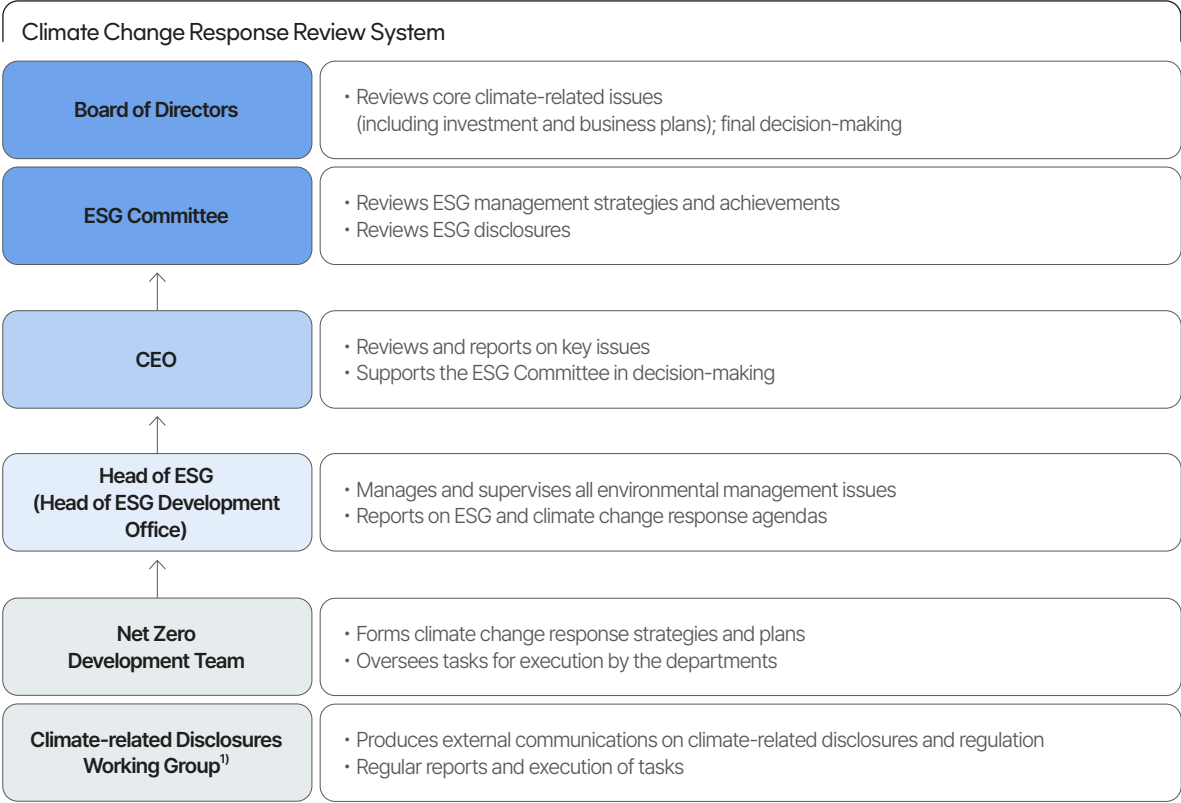 Climate Change Response Review System
Board of Directors
・Reviews core climate-related issues
(including investment and business plans); final decision-making
ESG Committee
・Reviews ESG management strategies and achievements
・Reviews ESG disclosures
CEO
・Reviews and reports on key issues
・Supports the ESG Committee in decision-making
Head of ESG
(Head of ESG Development
Office)
・Manages and supervises all environmental management issues
・Reports on ESG and climate change response agendas
Net Zero
Development Team
・Forms climate change response strategies and plans
・Oversees tasks for execution by the departments
Climate-related Disclosures
Working Group1)
・Produces external communications on climate-related disclosures and regulation
・Regular reports and execution of tasks